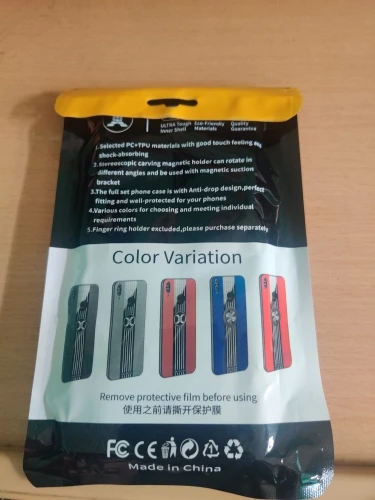 ULTRA Tough Eco-Friendly Quality
Inner Shell Materials Guarantee
1.Selected PC+TPU materials with good touch feeling and
shock-absorbing
2.Stereoscopic carving magnetic holder can rotate in
different angles and be used with magnetic suction
bracket
3.The full set phone case is with Anti-drop design,perfect
fitting and well-protected for your phones
4.Various colors for choosing and meeting individual
requirements
5.Finger ring holder excluded,please purchase separately
Color Variation
Remove protective film before using
使用之前请撕开保护膜
FC CE
Made in China